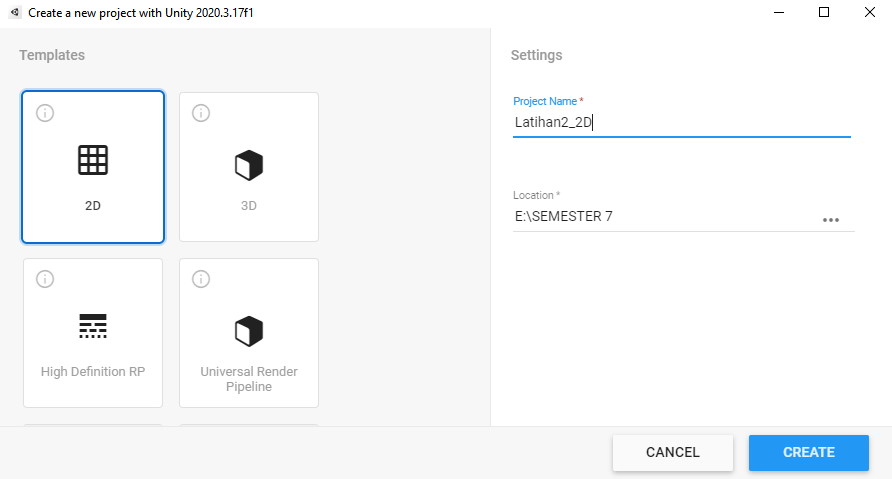 Create a new project with Unity 2020.3.17f1
Templates
2D
3D
High Definition RP
Universal Render
Pipeline
Settings
Project Name *
Latihan2_2D
Location *
E:\SEMESTER 7
CANCEL
CREATE